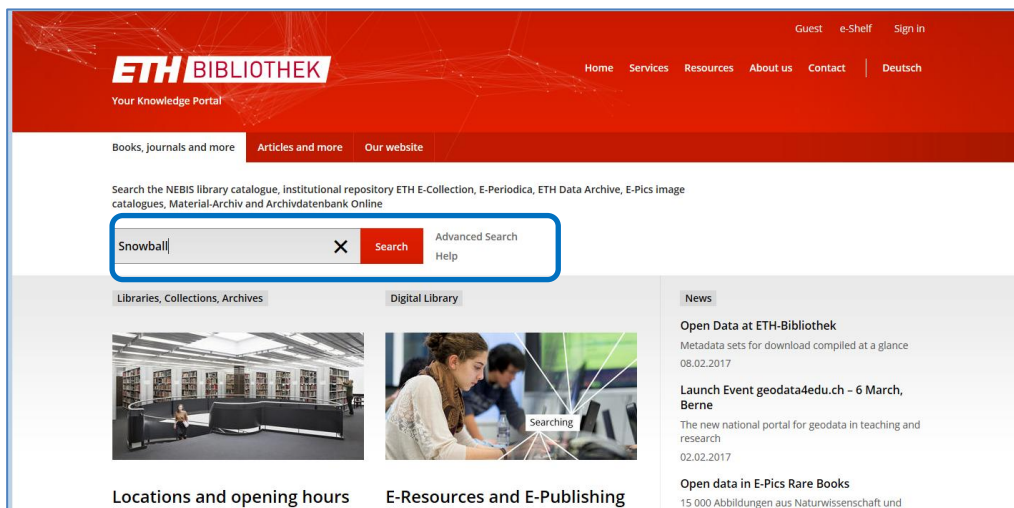 Guest e-Shelf Sign in
ETH BIBLIOTHEK
Home Services Resources About us Contact Deutsch
Your Knowledge Portal
Books, journals and more Articles and more Our website
Search the NEBIS library catalogue, institutional repository ETH E-Collection, E-Periodica, ETH Data Archive, E-Pics image
catalogues, Material-Archiv and Archivdatenbank Online
Snowball Search
Advanced Search
Help
Libraries, Collections, Archives
Locations and opening hours
Digital Library
Searching
E-Resources and E-Publishing
News
Open Data at ETH-Bibliothek
Metadata sets for download compiled at a glance
08.02.2017
Launch Event geodata4edu.ch – 6 March,
Berne
The new national portal for geodata in teaching and
research
02.02.2017
Open data in E-Pics Rare Books
15 000 Abbildungen aus Naturwissenschaft und